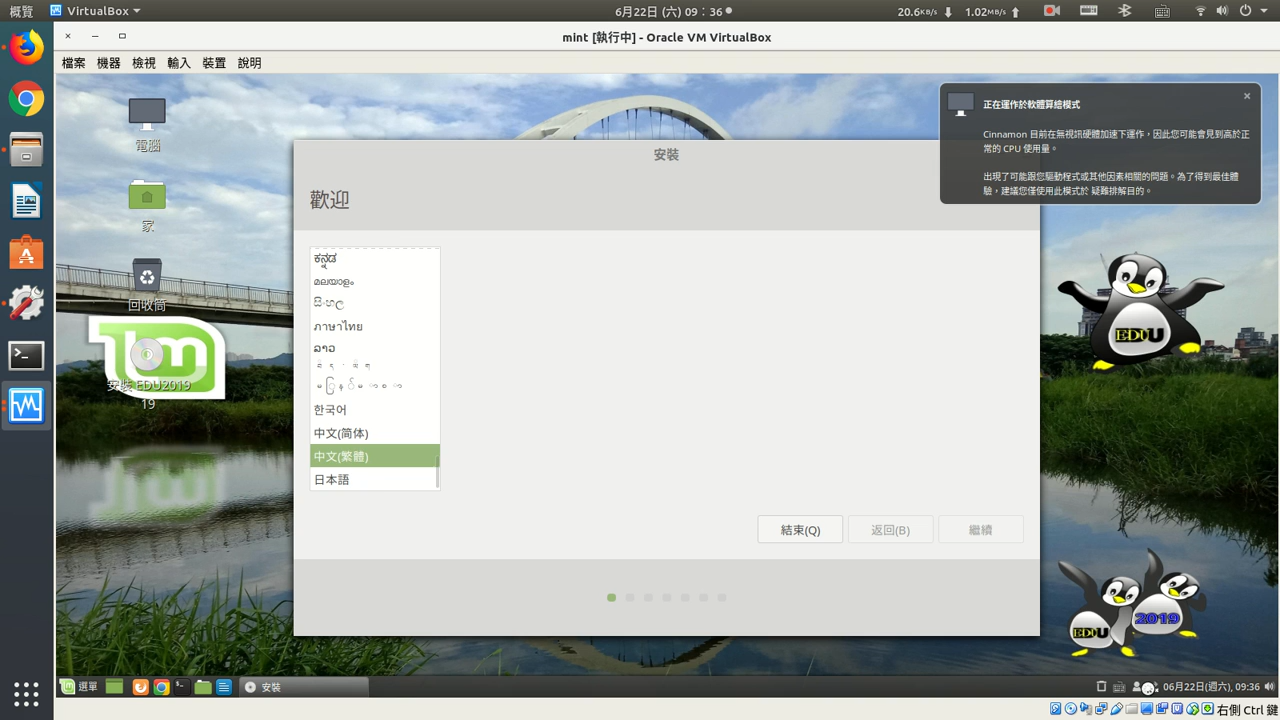 概覽 VirtualBox 6月22日 (六) 09：36 20.6KB/s 1.02MB/s
mint [執行中] - Oracle VM VirtualBox
檔案 機器 檢視 輸入 裝置 說明
電腦
家
回收筒
安裝 EDU2019
19
正在運作於軟體算繪模式
Cinnamon 目前在無視訊硬體加速下運作，因此您可能會見到高於正
常的 CPU 使用量。
出現了可能跟您驅動程式或其他因素相關的問題。為了得到最佳體
驗，建議您僅使用此模式於 疑難排解目的。
安裝
歡迎
ಕನ್ನಡ
മലയാളം
සිංහල
ภาษาไทย
ລາວ
한국어
中文(简体)
中文(繁體)
日本語
結束(Q) 返回(B) 繼續
EDUU
EDUU 2019
選單 安裝 06月22日(週六), 09:36
右側 Ctrl 鍵